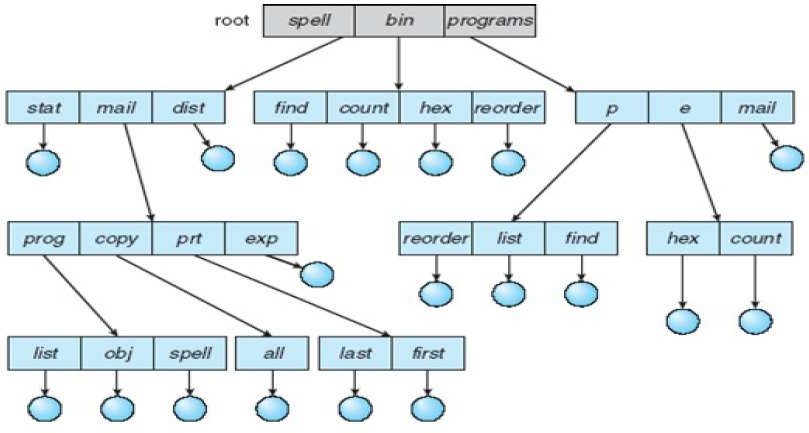 root spell bin programs
stat mail dist find count hex reorder p e mail
prog copy prt exp reorder list find hex count
list obj spell all last first